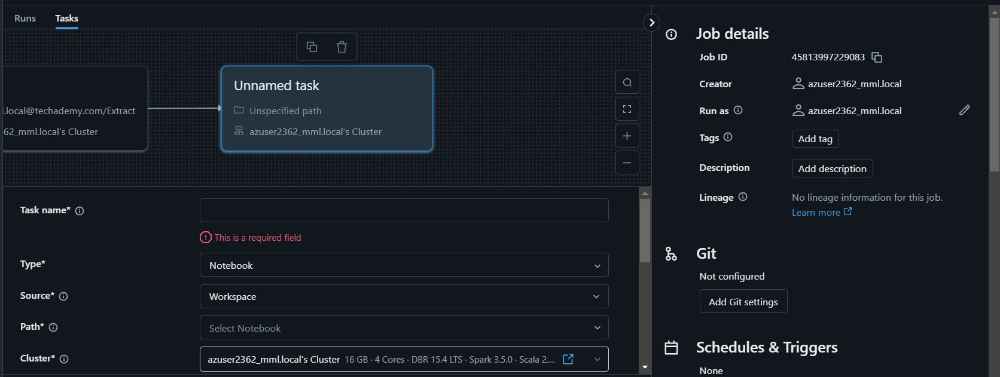 Runs Tasks
Unnamed task
l.local@techademy.com/Extract
Unspecified path
62_mml.local's Cluster
azuser2362_mml.local's Cluster
Task name*
This is a required field
Type* Notebook
Source* Workspace
Path* Select Notebook
Cluster* azuser2362_mml.local's Cluster 16 GB · 4 Cores · DBR 15.4 LTS · Spark 3.5.0 · Scala 2....
Job details
Job ID 45813997229083
Creator azuser2362_mml.local
Run as azuser2362_mml.local
Tags Add tag
Description Add description
Lineage No lineage information for this job.
Learn more
Git
Not configured
Add Git settings
Schedules & Triggers
None